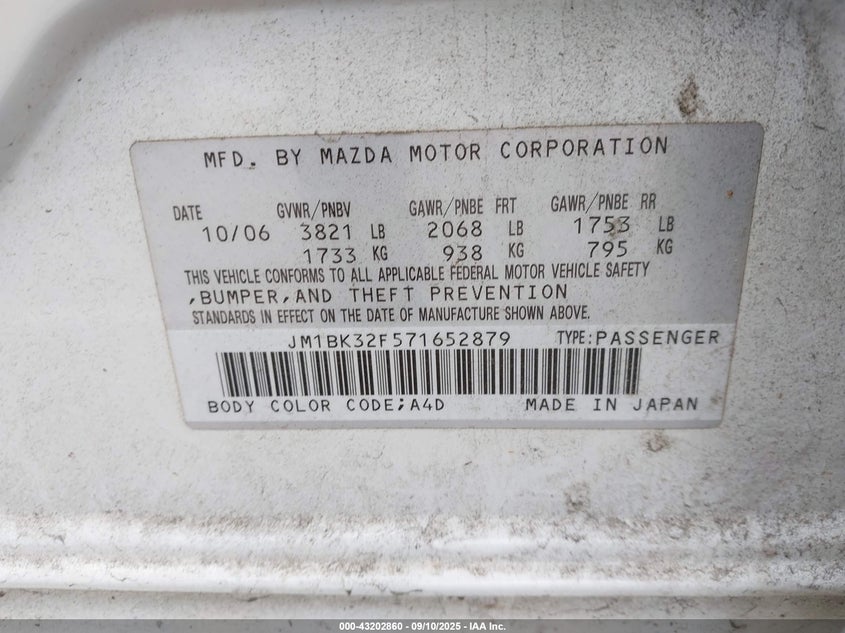 MFD. BY MAZDA MOTOR CORPORATION
DATE GVWR/PNBV GAWR/PNBE FRT GAWR/PNBE RR
10/06 3821 LB 2068 LB 1753 LB
1733 KG 938 KG 795 KG
THIS VEHICLE CONFORMS TO ALL APPLICABLE FEDERAL MOTOR VEHICLE SAFETY
,BUMPER,AND THEFT PREVENTION
STANDARDS IN EFFECT ON THE DATE OF MANUFACTURE SHOWN ABOVE.
JM1BK32F571652879 TYPE:PASSENGER
BODY COLOR CODE;A4D MADE IN JAPAN
000-43202860 - 09/10/2025 - IAA Inc.